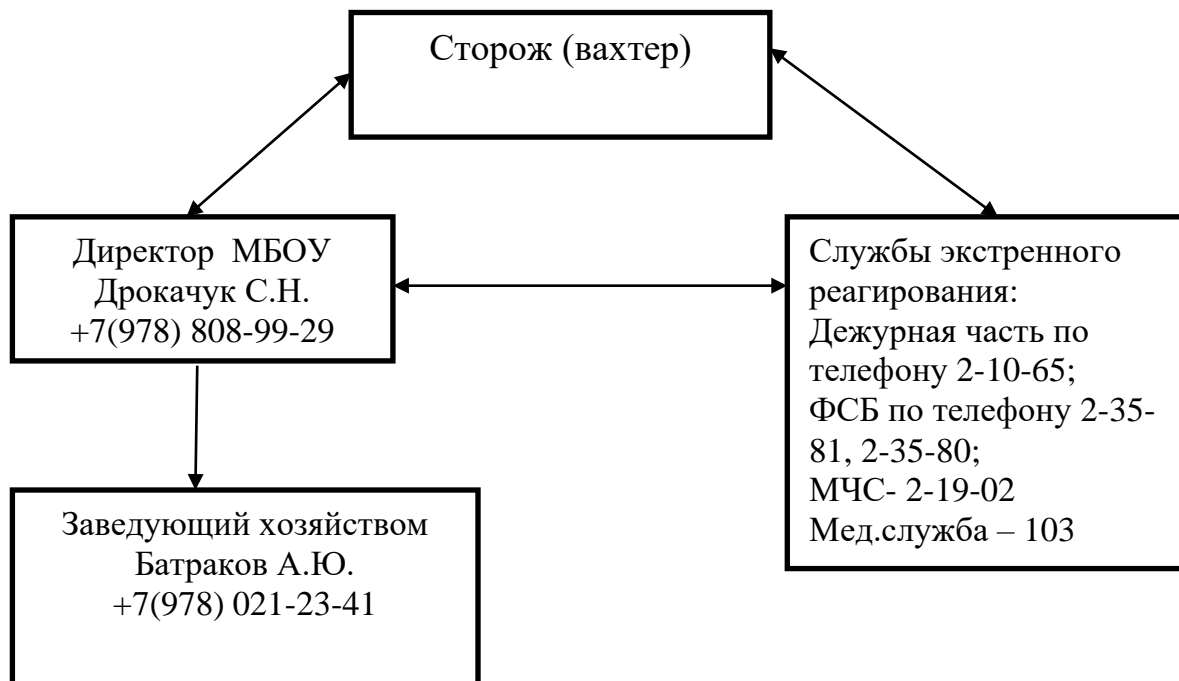 Сторож (вахтер)
Директор МБОУ
Дрокачук С.Н.
+7(978) 808-99-29
Службы экстренного
реагирования:
Дежурная часть по
телефону 2-10-65;
ФСБ по телефону 2-35-
81, 2-35-80;
МЧС- 2-19-02
Мед.служба – 103
Заведующий хозяйством
Батраков А.Ю.
+7(978) 021-23-41